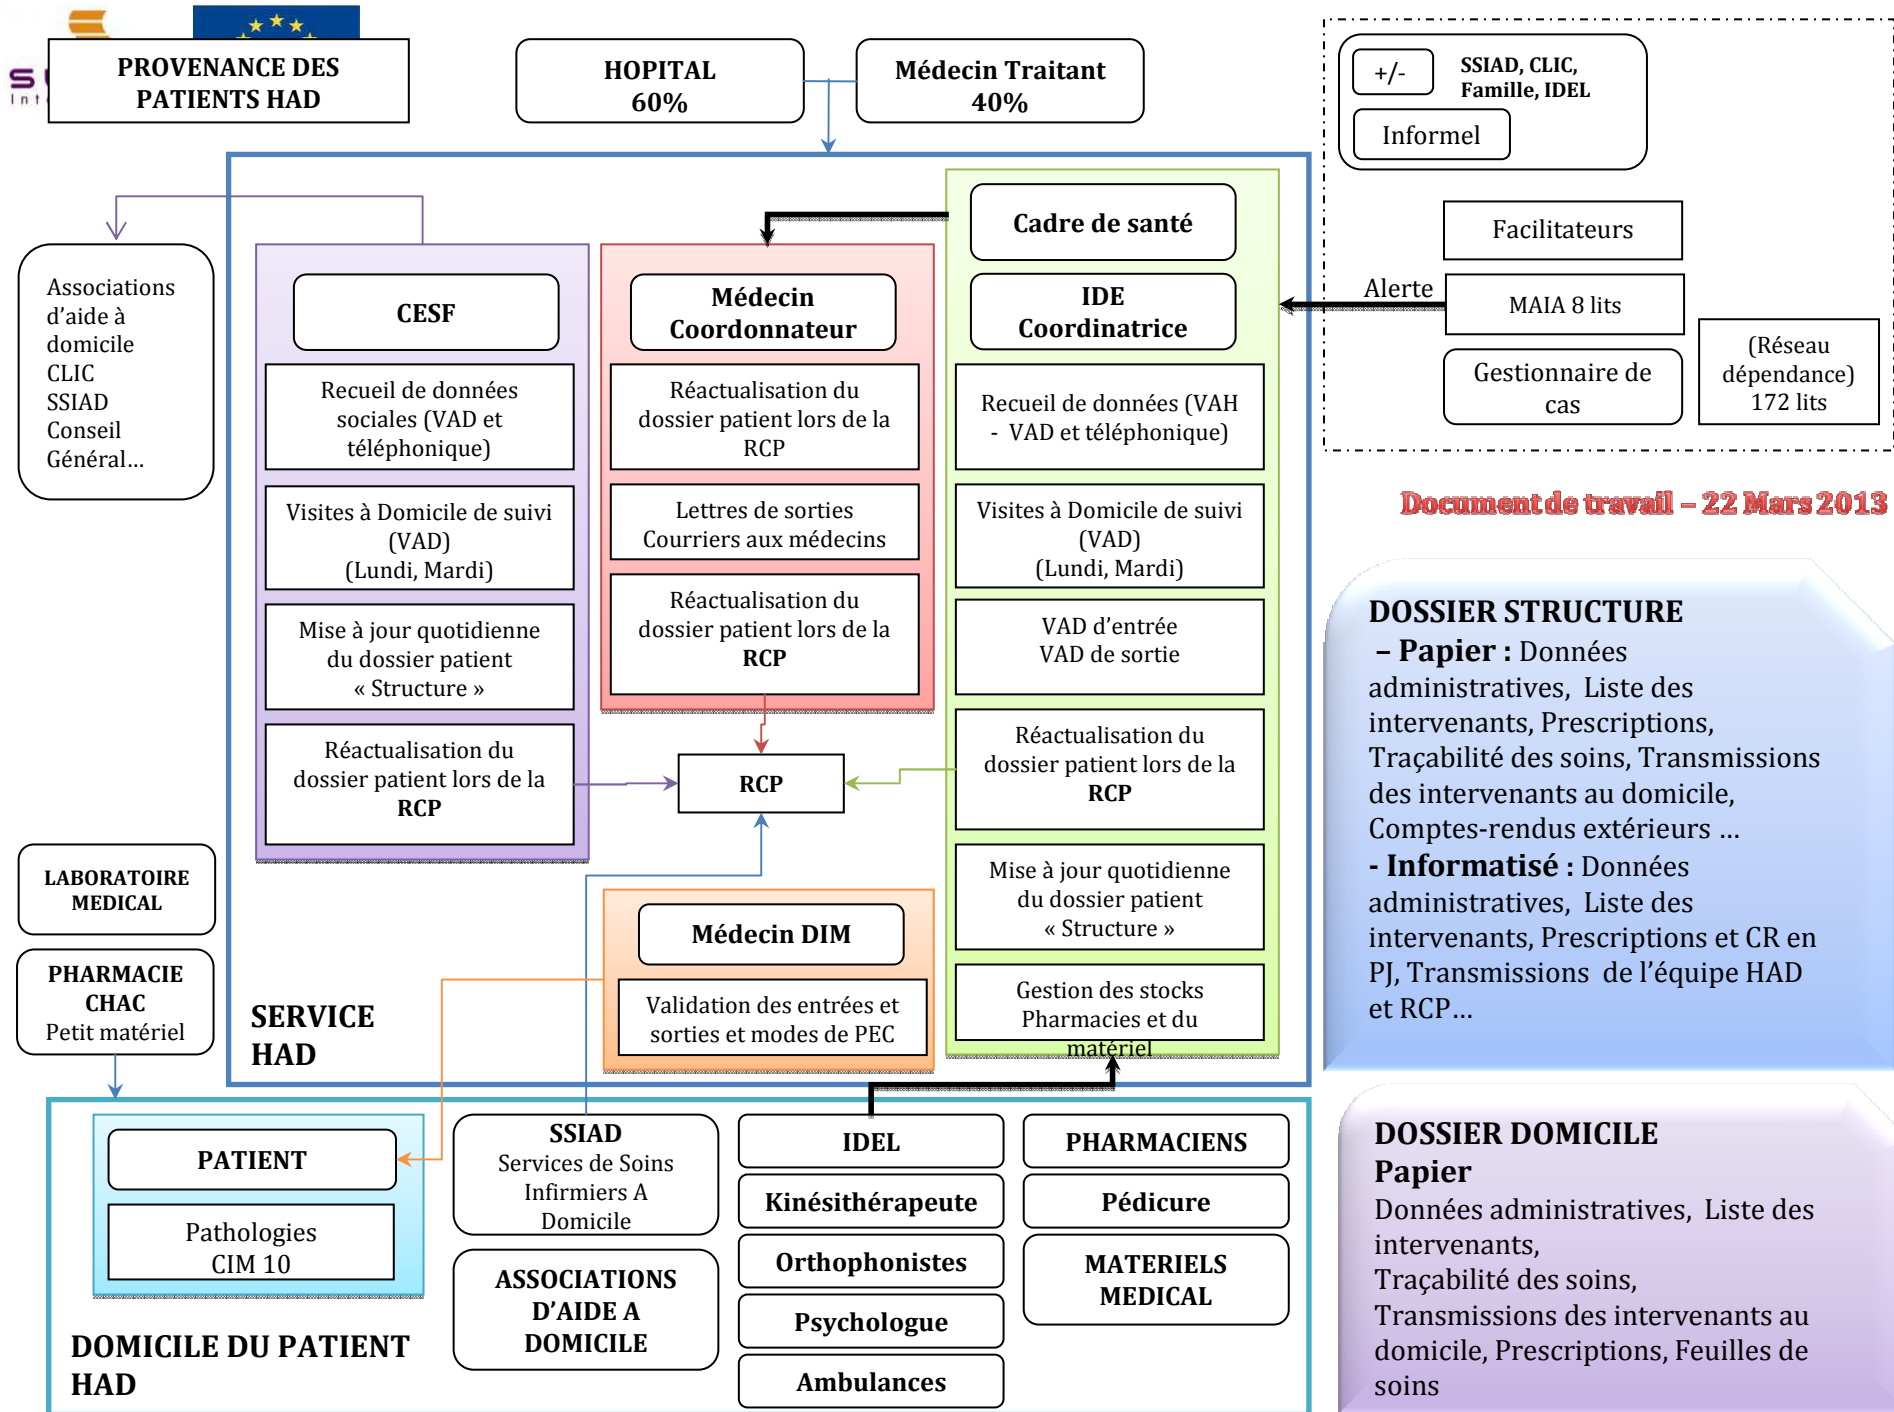 PROVENANCE DES
PATIENTS HAD
HOPITAL
60%
Médecin Traitant
40%
+/-
SSIAD, CLIC,
Famille, IDEL
Informel
Facilitateurs
Alerte
MAIA 8 lits
Gestionnaire de
cas
(Réseau
dépendance)
172 lits
Associations
d'aide à
domicile
CLIC
SSIAD
Conseil
Général…
CESF
Recueil de données
sociales (VAD et
téléphonique)
Visites à Domicile de suivi
(VAD)
(Lundi, Mardi)
Mise à jour quotidienne
du dossier patient
« Structure »
Réactualisation du
dossier patient lors de la
RCP
Médecin
Coordonnateur
Réactualisation du
dossier patient lors de la
RCP
Lettres de sorties
Courriers aux médecins
Réactualisation du
dossier patient lors de la
RCP
RCP
Cadre de santé
IDE
Coordinatrice
Recueil de données (VAH
- VAD et téléphonique)
Visites à Domicile de suivi
(VAD)
(Lundi, Mardi)
VAD d'entrée
VAD de sortie
Réactualisation du
dossier patient lors de la
RCP
Mise à jour quotidienne
du dossier patient
« Structure »
Gestion des stocks
Pharmacies et du
matériel
Médecin DIM
Validation des entrées et
sorties et modes de PEC
SERVICE
HAD
LABORATOIRE
MEDICAL
PHARMACIE
CHAC
Petit matériel
Document de travail – 22 Mars 2013
DOSSIER STRUCTURE
– Papier : Données
administratives, Liste des
intervenants, Prescriptions,
Traçabilité des soins, Transmissions
des intervenants au domicile,
Comptes-rendus extérieurs …
- Informatisé : Données
administratives, Liste des
intervenants, Prescriptions et CR en
PJ, Transmissions de l'équipe HAD
et RCP…
PATIENT
Pathologies
CIM 10
DOMICILE DU PATIENT
HAD
SSIAD
Services de Soins
Infirmiers A
Domicile
ASSOCIATIONS
D'AIDE A
DOMICILE
IDEL
Kinésithérapeute
Orthophonistes
Psychologue
Ambulances
PHARMACIENS
Pédicure
MATERIELS
MEDICAL
DOSSIER DOMICILE
Papier
Données administratives, Liste des
intervenants,
Traçabilité des soins,
Transmissions des intervenants au
domicile, Prescriptions, Feuilles de
soins